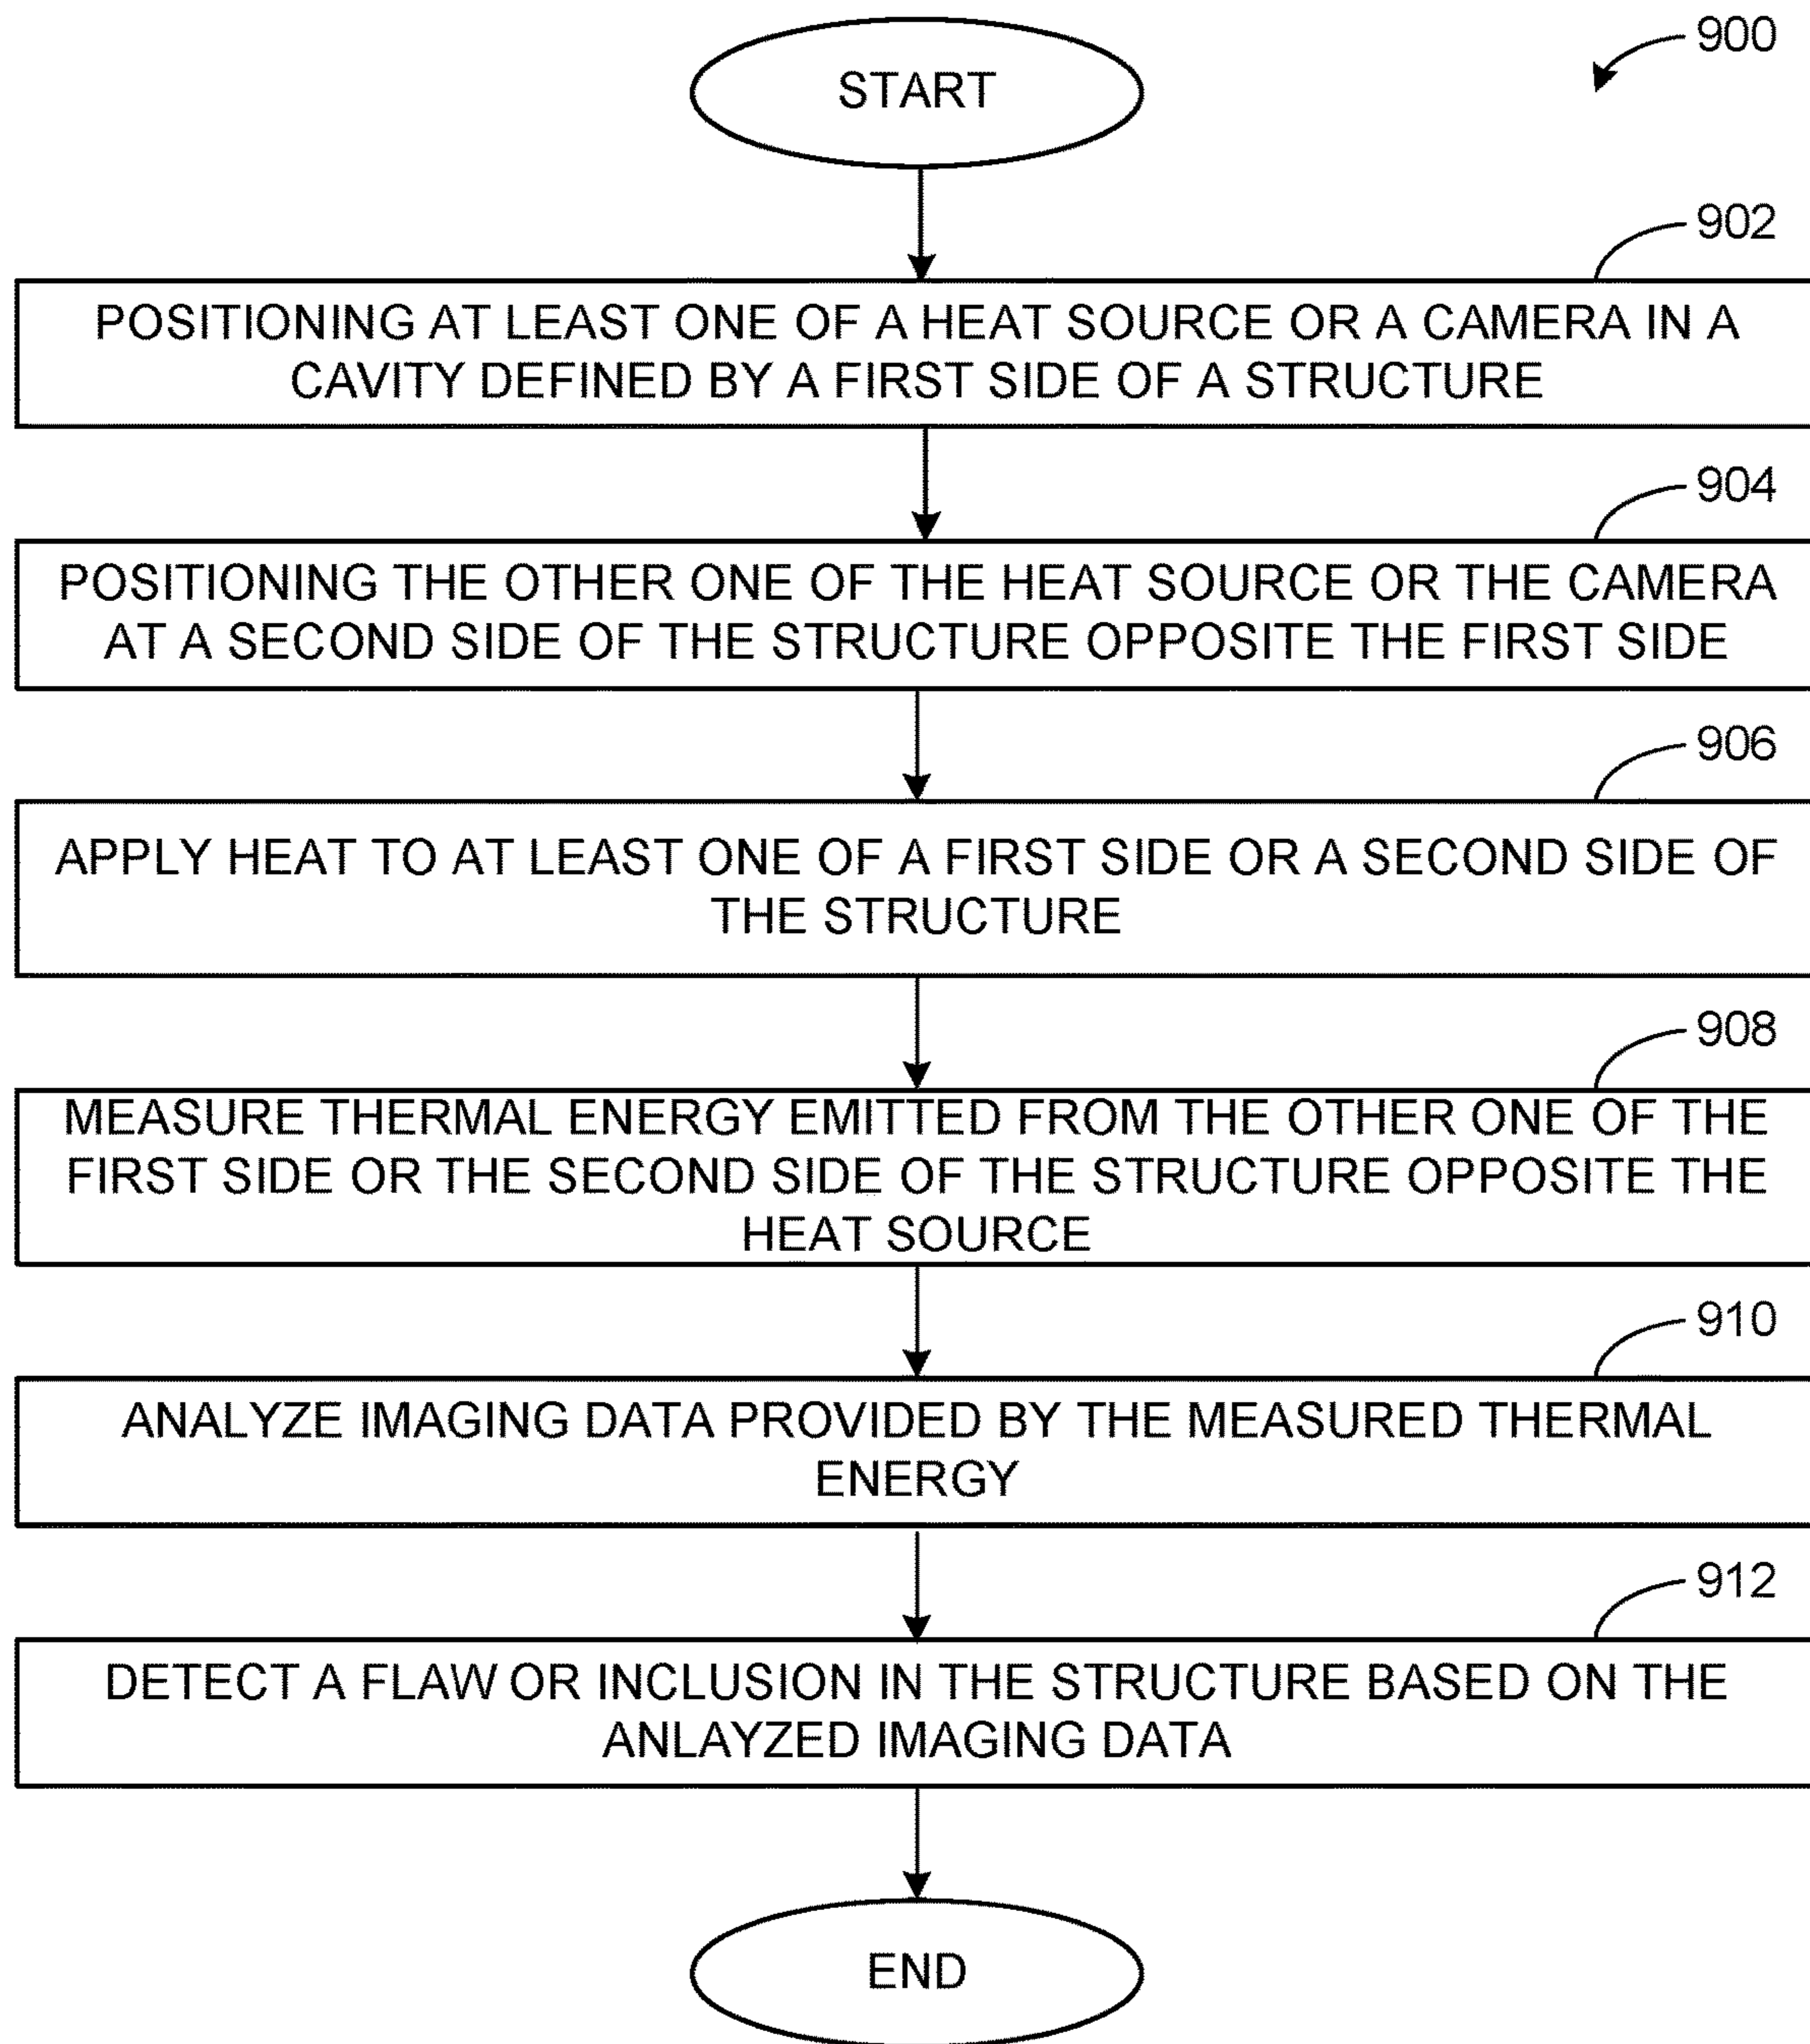 START
900
902
POSITIONING AT LEAST ONE OF A HEAT SOURCE OR A CAMERA IN A
CAVITY DEFINED BY A FIRST SIDE OF A STRUCTURE
904
POSITIONING THE OTHER ONE OF THE HEAT SOURCE OR THE CAMERA
AT A SECOND SIDE OF THE STRUCTURE OPPOSITE THE FIRST SIDE
906
APPLY HEAT TO AT LEAST ONE OF A FIRST SIDE OR A SECOND SIDE OF
THE STRUCTURE
908
MEASURE THERMAL ENERGY EMITTED FROM THE OTHER ONE OF THE
FIRST SIDE OR THE SECOND SIDE OF THE STRUCTURE OPPOSITE THE
HEAT SOURCE
910
ANALYZE IMAGING DATA PROVIDED BY THE MEASURED THERMAL
ENERGY
912
DETECT A FLAW OR INCLUSION IN THE STRUCTURE BASED ON THE
ANLAYZED IMAGING DATA
END